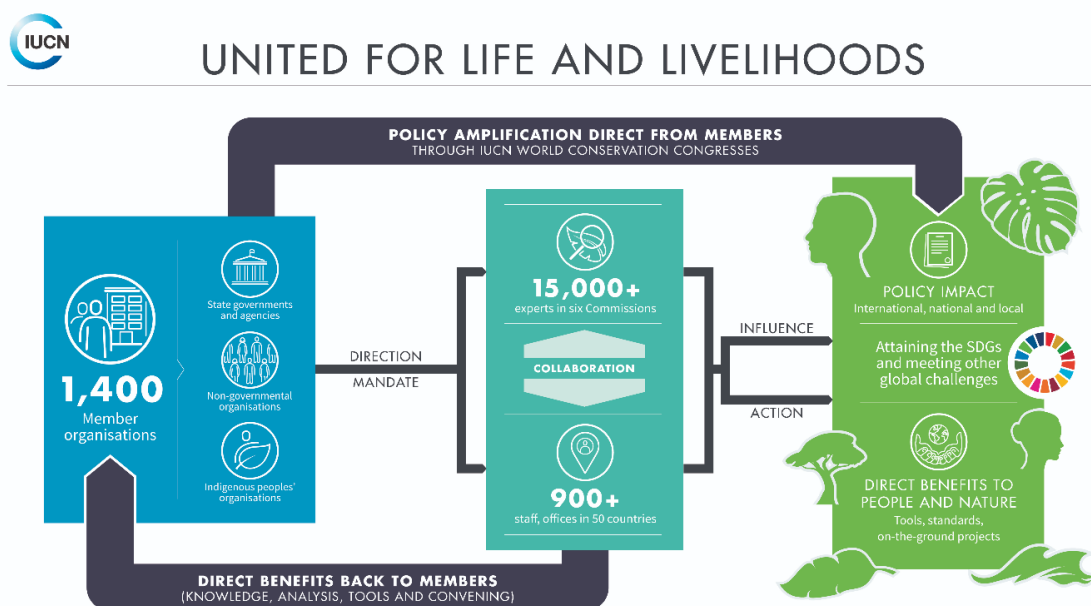 IUCN
UNITED FOR LIFE AND LIVELIHOODS
POLICY AMPLIFICATION DIRECT FROM MEMBERS
THROUGH IUCN WORLD CONSERVATION CONGRESSES
1,400
Member
organisations
State governments
and agencies
Non-governmental
organisations
Indigenous peoples'
organisations
DIRECTION
MANDATE
15,000+
experts in six Commissions
COLLABORATION
900+
staff, offices in 50 countries
INFLUENCE
ACTION
POLICY IMPACT
International, national and local
Attaining the SDGs
and meeting other
global challenges
DIRECT BENEFITS TO
PEOPLE AND NATURE
Tools, standards,
on-the-ground projects
DIRECT BENEFITS BACK TO MEMBERS
(KNOWLEDGE, ANALYSIS, TOOLS AND CONVENING)